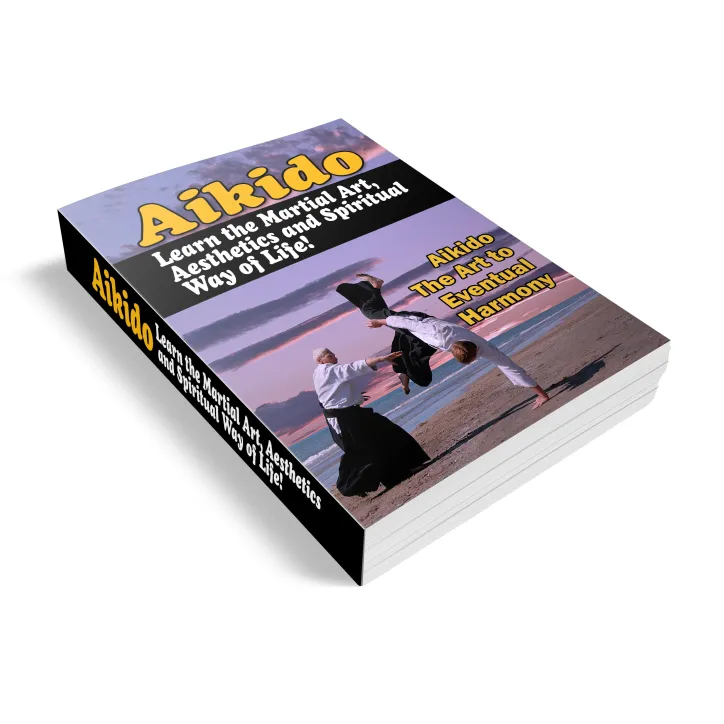 Aikido
Learn the Martial Art,
Aesthetics and Spiritual
Way of Life!
Aikido
The Art to
Eventual
Harmony
Aikido
Learn the Martial Art, Aesthetics
and Spiritual Way of Life!